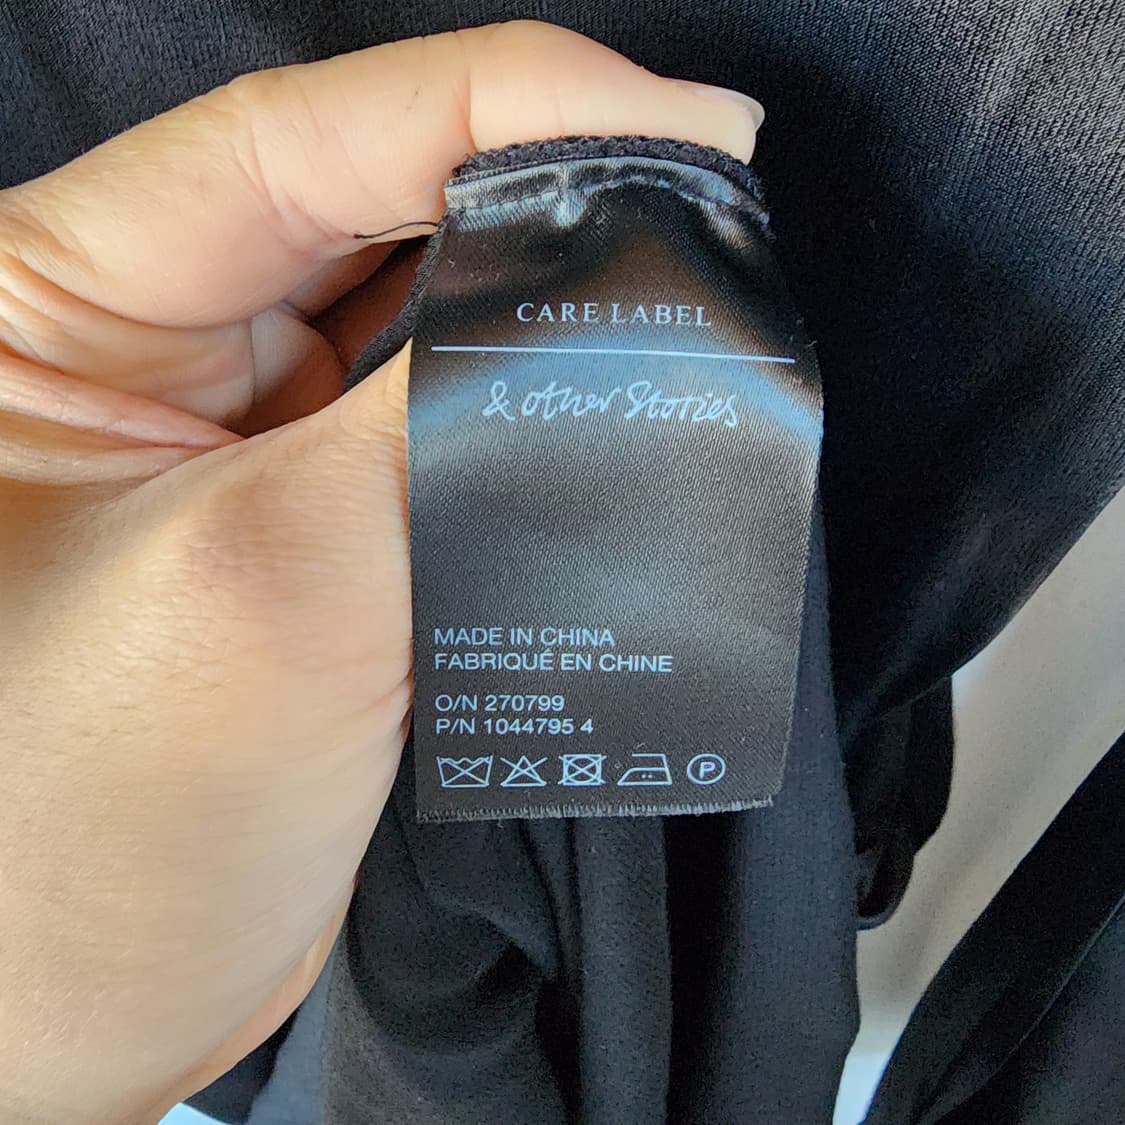 CARE LABEL
& other Stories
MADE IN CHINA
FABRIQUÉ EN CHINE
O/N 270799
P/N 1044795 4
P